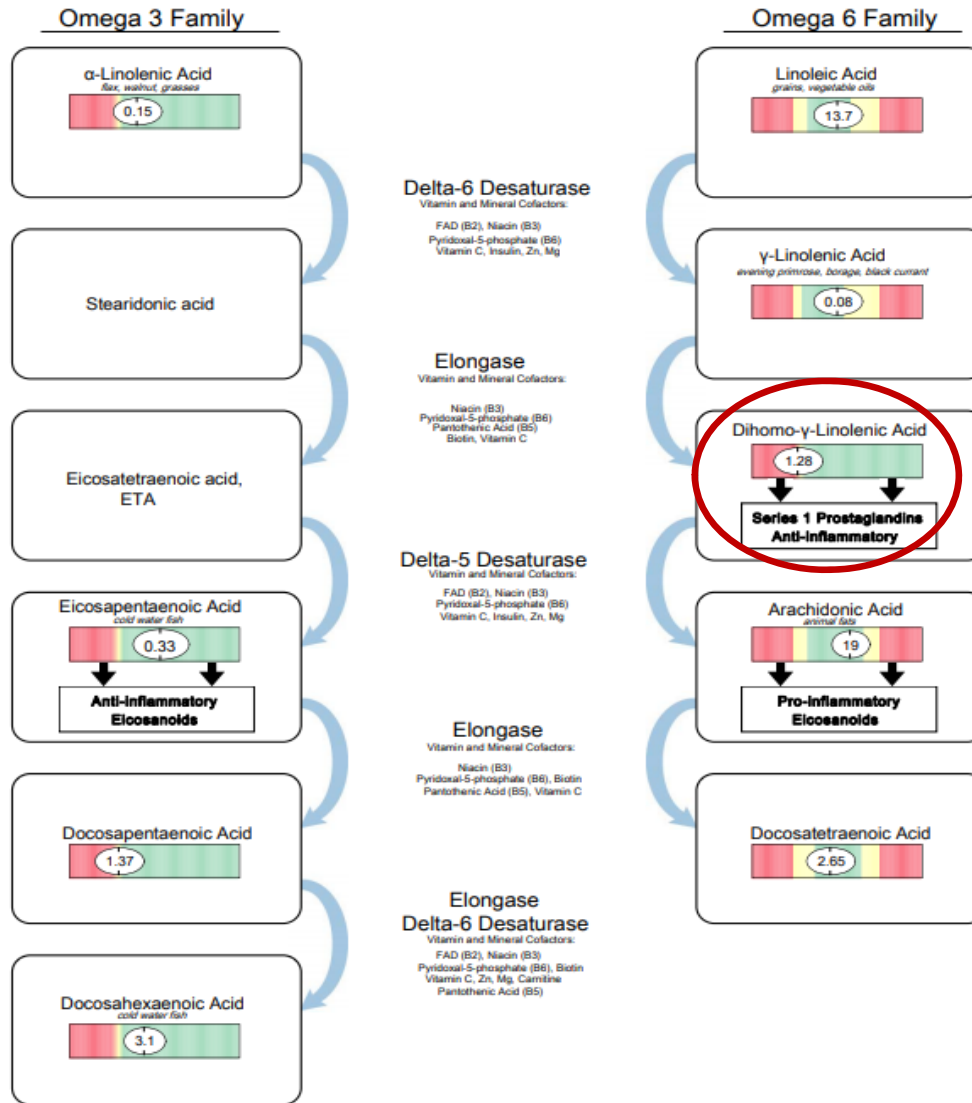 Omega 3 Family
α-Linolenic Acid
flax, walnut, grasses
0.15
Stearidonic acid
Eicosatetraenoic acid,
ETA
Eicosapentaenoic Acid
cold water fish
0.33
Anti-inflammatory
Eicosanoids
Docosapentaenoic Acid
1.37
Docosahexaenoic Acid
cold water fish
3.1
Delta-6 Desaturase
Vitamin and Mineral Cofactors:
FAD (B2), Niacin (B3)
Pyridoxal-5-phosphate (B6)
Vitamin C, Insulin, Zn, Mg
Elongase
Vitamin and Mineral Cofactors:
Niacin (B3)
Pyridoxal-5-phosphate (B6)
Pantothenic Acid (B5)
Biotin, Vitamin C
Delta-5 Desaturase
Vitamin and Mineral Cofactors:
FAD (B2), Niacin (B3)
Pyridoxal-5-phosphate (B6)
Vitamin C, Insulin, Zn, Mg
Elongase
Vitamin and Mineral Cofactors:
Niacin (B3)
Pyridoxal-5-phosphate (B6), Biotin
Pantothenic Acid (B5), Vitamin C
Elongase
Delta-6 Desaturase
Vitamin and Mineral Cofactors:
FAD (B2), Niacin (B3)
Pyridoxal-5-phosphate (B6), Biotin
Vitamin C, Zn, Mg, Carnitine
Pantothenic Acid (B5)
Omega 6 Family
Linoleic Acid
grains, vegetable oils
13.7
γ-Linolenic Acid
evening primrose, borage, black currant
0.08
Dihomo-γ-Linolenic Acid
1.28
Series 1 Prostaglandins
Anti-inflammatory
Arachidonic Acid
animal fats
19
Pro-inflammatory
Eicosanoids
Docosatetraenoic Acid
2.65